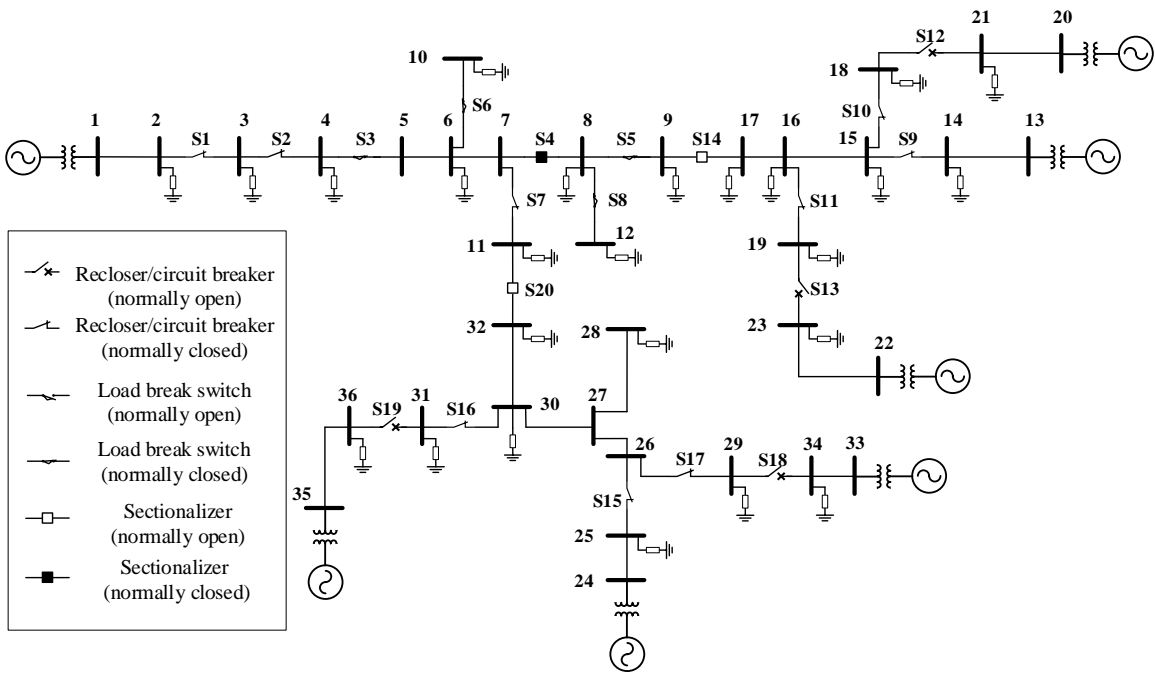 21
20
S12
10
18
S6
S10
1
2
3
4
5
6
7
8
9
17
16
15
14
13
S1
S2
S3
S4
S5
S14
S9
S7
S8
S11
11
12
19
S20
S13
32
28
23
22
36
31
30
27
S19
S16
26
S17
29
S18
34
33
35
S15
25
24
Recloser/circuit breaker
(normally open)
Recloser/circuit breaker
(normally closed)
Load break switch
(normally open)
Load break switch
(normally closed)
Sectionalizer
(normally open)
Sectionalizer
(normally closed)